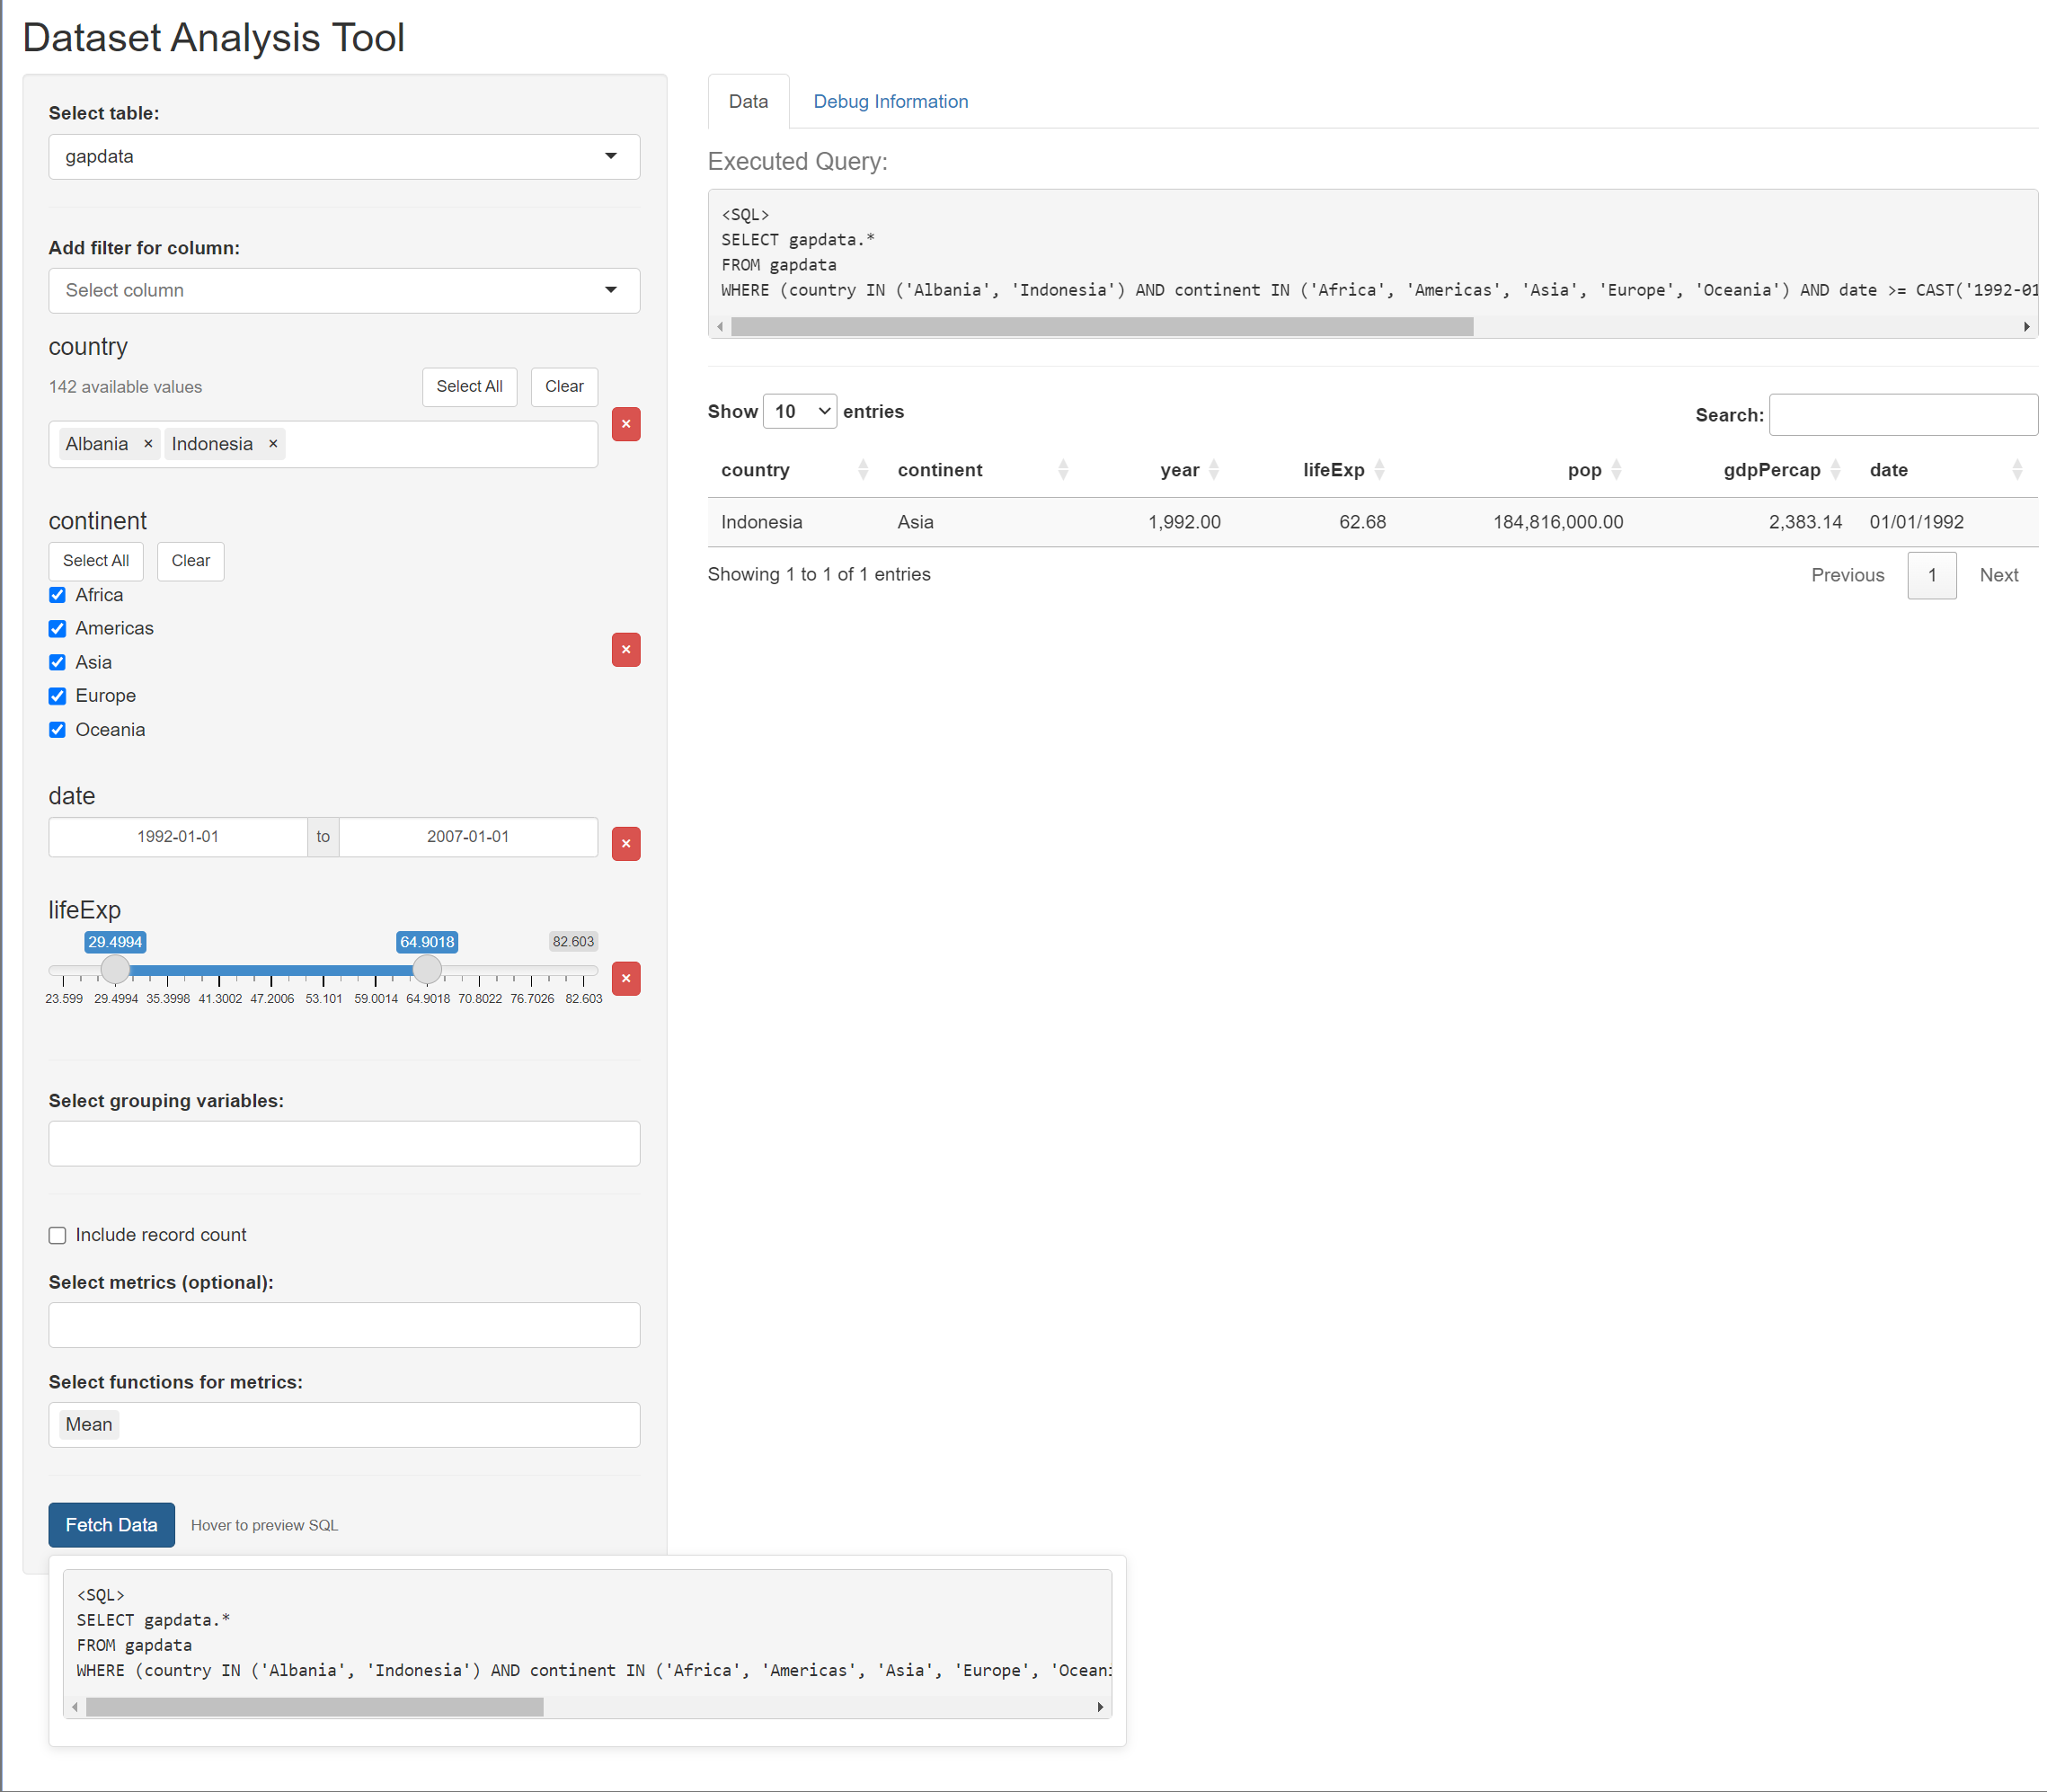 Dataset Analysis Tool
Select table:
gapdata
Add filter for column:
Select column
country
142 available values
Select All
Clear
Albania × Indonesia ×
×
continent
Select All
Clear
Africa
Americas
Asia
Europe
Oceania
×
date
1992-01-01 to 2007-01-01
×
lifeExp
29.4994 64.9018 82.603
23.599 29.4994 35.3998 41.3002 47.2006 53.101 59.0014 64.9018 70.8022 76.7026 82.603
×
Select grouping variables:
Include record count
Select metrics (optional):
Select functions for metrics:
Mean
Fetch Data Hover to preview SQL
<SQL>
SELECT gapdata.*
FROM gapdata
WHERE (country IN ('Albania', 'Indonesia') AND continent IN ('Africa', 'Americas', 'Asia', 'Europe', 'Oceani
Data Debug Information
Executed Query:
<SQL>
SELECT gapdata.*
FROM gapdata
WHERE (country IN ('Albania', 'Indonesia') AND continent IN ('Africa', 'Americas', 'Asia', 'Europe', 'Oceania') AND date >= CAST('1992-01
Show 10 entries
Search:
country continent year lifeExp pop gdpPercap date
Indonesia Asia 1,992.00 62.68 184,816,000.00 2,383.14 01/01/1992
Showing 1 to 1 of 1 entries
Previous 1 Next